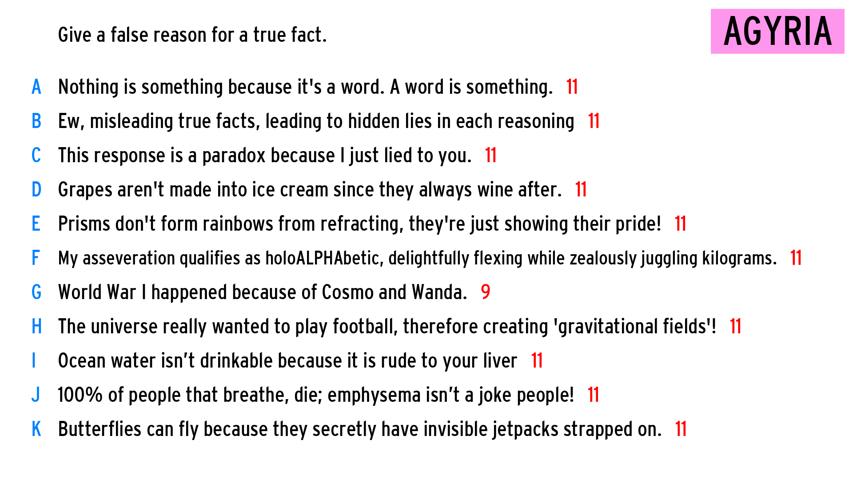 Give a false reason for a true fact.
AGYRIA
A Nothing is something because it's a word. A word is something. 11
B Ew, misleading true facts, leading to hidden lies in each reasoning 11
C This response is a paradox because I just lied to you. 11
D Grapes aren't made into ice cream since they always wine after. 11
E Prisms don't form rainbows from refracting, they're just showing their pride! 11
F My asseveration qualifies as holoALPHAbetic, delightfully flexing while zealously juggling kilograms. 11
G World War I happened because of Cosmo and Wanda. 9
H The universe really wanted to play football, therefore creating 'gravitational fields'! 11
I Ocean water isn’t drinkable because it is rude to your liver 11
J 100% of people that breathe, die; emphysema isn’t a joke people! 11
K Butterflies can fly because they secretly have invisible jetpacks strapped on. 11